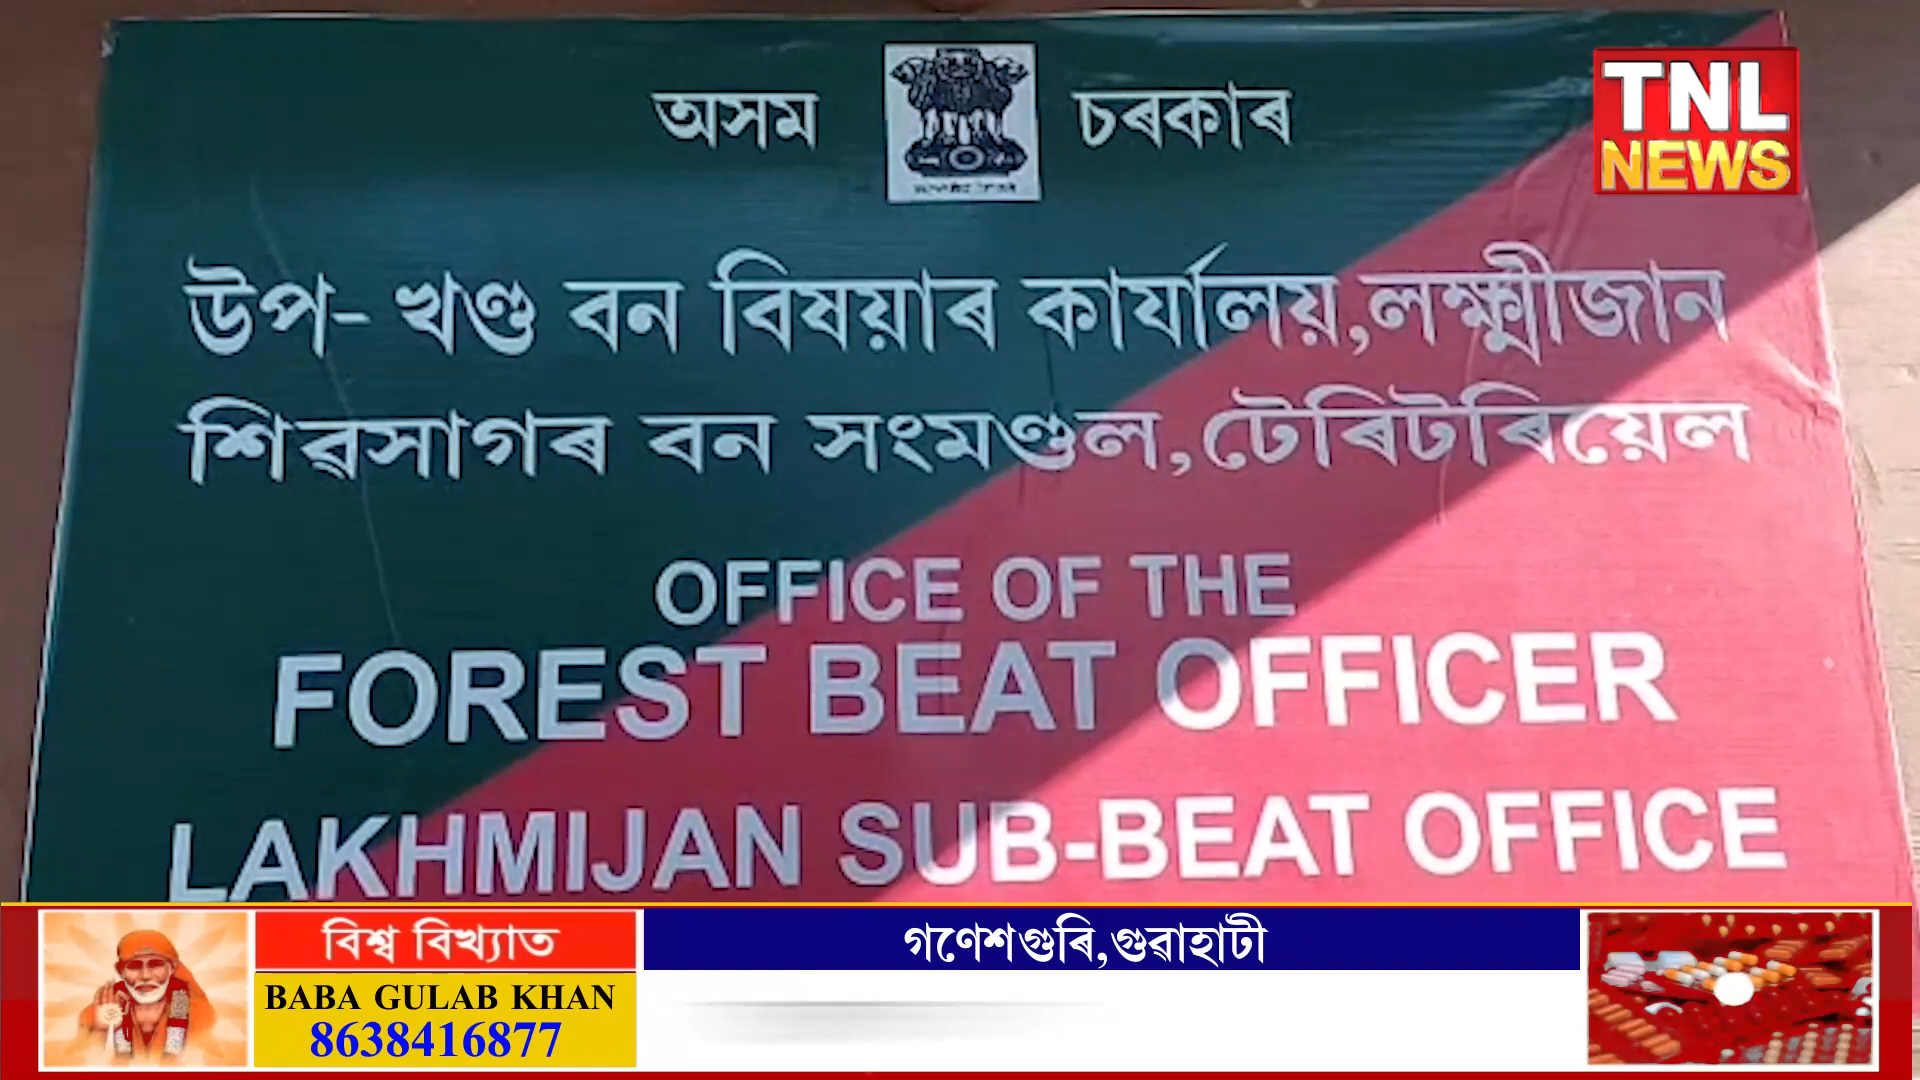 অসম চৰকাৰ
TNL
NEWS
উপ- খণ্ড বন বিষয়াৰ কাৰ্যালয়,লক্ষ্মীজান
শিৱসাগৰ বন সংমণ্ডল,টেৰিটৰিয়েল
OFFICE OF THE
FOREST BEAT OFFICER
LAKHMIJAN SUB-BEAT OFFICE
বিশ্ব বিখ্যাত
BABA GULAB KHAN
8638416877
গণেশগুৰি,গুৱাহাটী